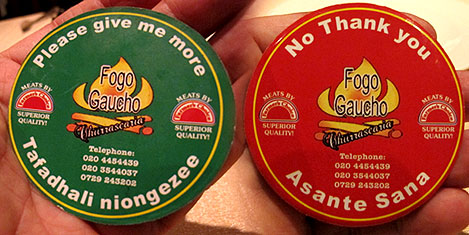 Please give me more
Fogo
Gaucho
Churrascaria
MEATS BY
SUPERIOR
QUALITY!
MEATS BY
SUPERIOR
QUALITY!
Telephone:
020 4454439
020 3544037
0729 243202
Tafadhali niongezee
No Thank you
Fogo
Gaucho
Churrascaria
MEATS BY
SUPERIOR
QUALITY!
MEATS BY
SUPERIOR
QUALITY!
Telephone:
020 4454439
020 3544037
0729 243202
Asante Sana